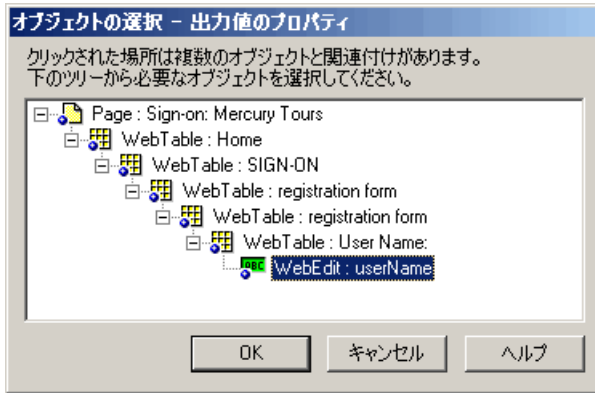 オブジェクトの選択 - 出力値のプロパティ
クリックされた場所は複数のオブジェクトと関連付けがあります。
下のツリーから必要なオブジェクトを選択してください。
Page : Sign-on: Mercury Tours
WebTable : Home
WebTable : SIGN-ON
WebTable : registration form
WebTable : registration form
WebTable : User Name:
ABC WebEdit : userName
OK キャンセル ヘルプ